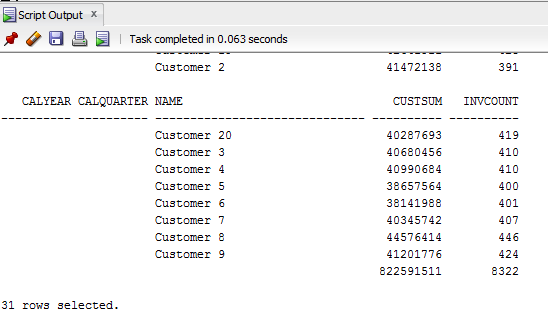 Script Output x
Task completed in 0.063 seconds
Customer 2 41472138 391
CALYEAR CALQUARTER NAME CUSTSUM INVCOUNT
---------- ---------- ------------------------------ ---------- ----------
Customer 20 40287693 419
Customer 3 40680456 410
Customer 4 40990684 410
Customer 5 38657564 400
Customer 6 38141988 401
Customer 7 40345742 407
Customer 8 44576414 446
Customer 9 41201776 424
822591511 8322
31 rows selected.